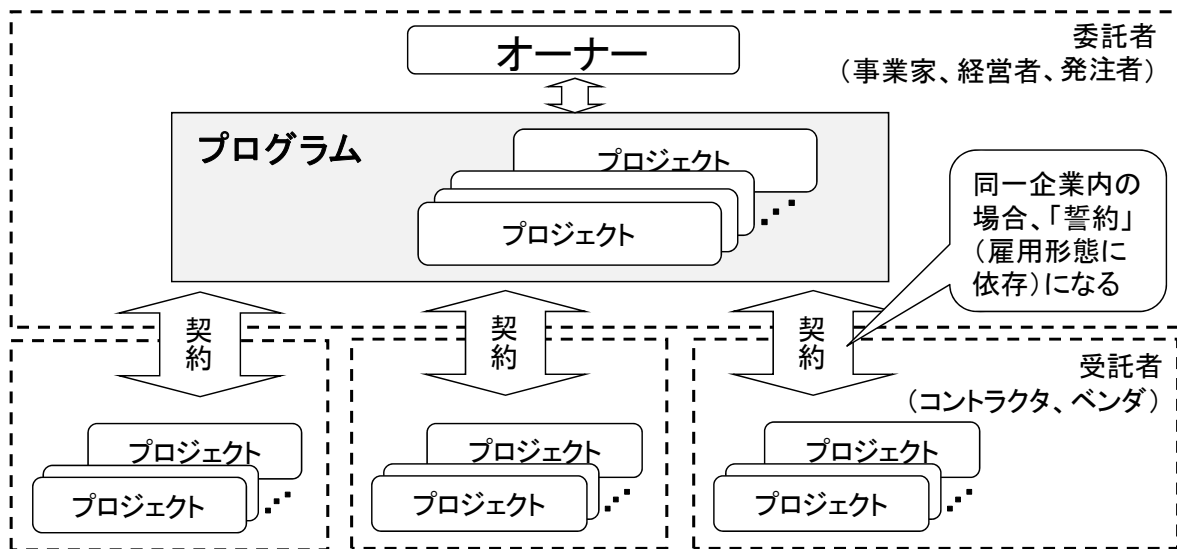 オーナー
委託者
（事業家、経営者、発注者）
プログラム
プロジェクト
プロジェクト
同一企業内の
場合、「誓約」
（雇用形態に
依存）になる
契約
契約
契約
受託者
（コントラクタ、ベンダ）
プロジェクト
プロジェクト
プロジェクト
プロジェクト
プロジェクト
プロジェクト